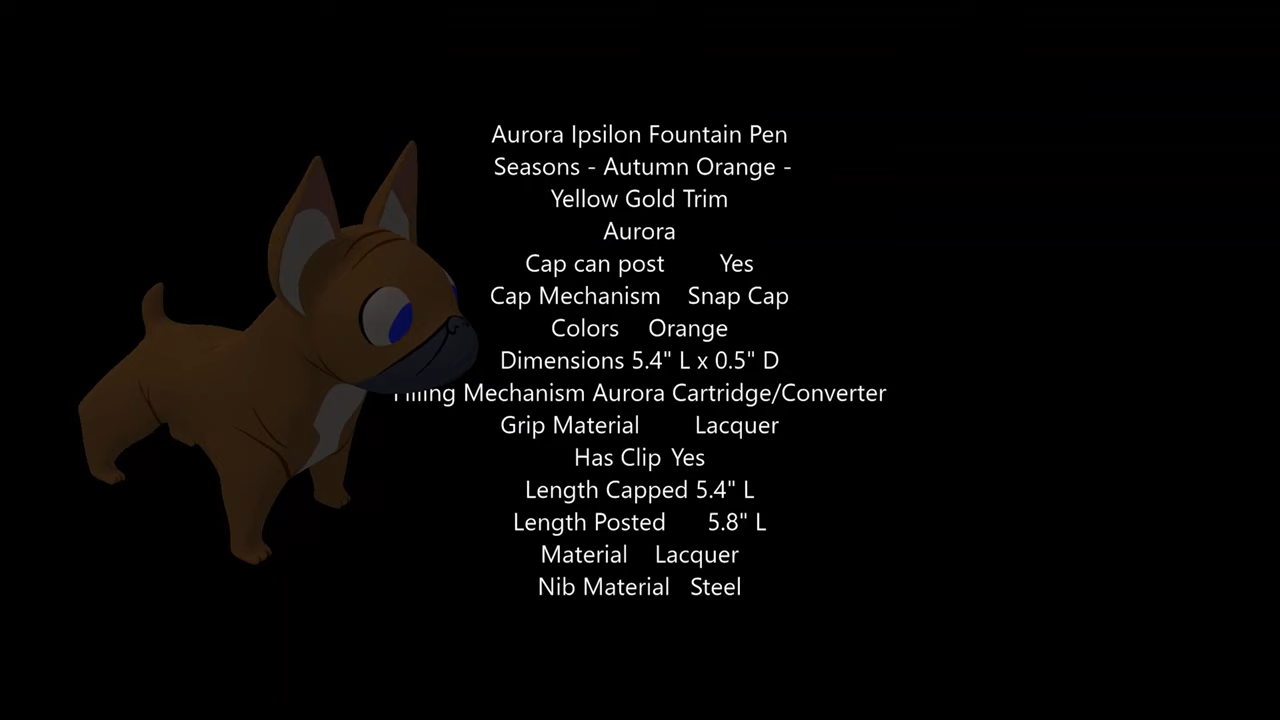 Aurora Ipsilon Fountain Pen
Seasons - Autumn Orange -
Yellow Gold Trim
Aurora
Cap can post Yes
Cap Mechanism Snap Cap
Colors Orange
Dimensions 5.4" L x 0.5" D
Filling Mechanism Aurora Cartridge/Converter
Grip Material Lacquer
Has Clip Yes
Length Capped 5.4" L
Length Posted 5.8" L
Material Lacquer
Nib Material Steel